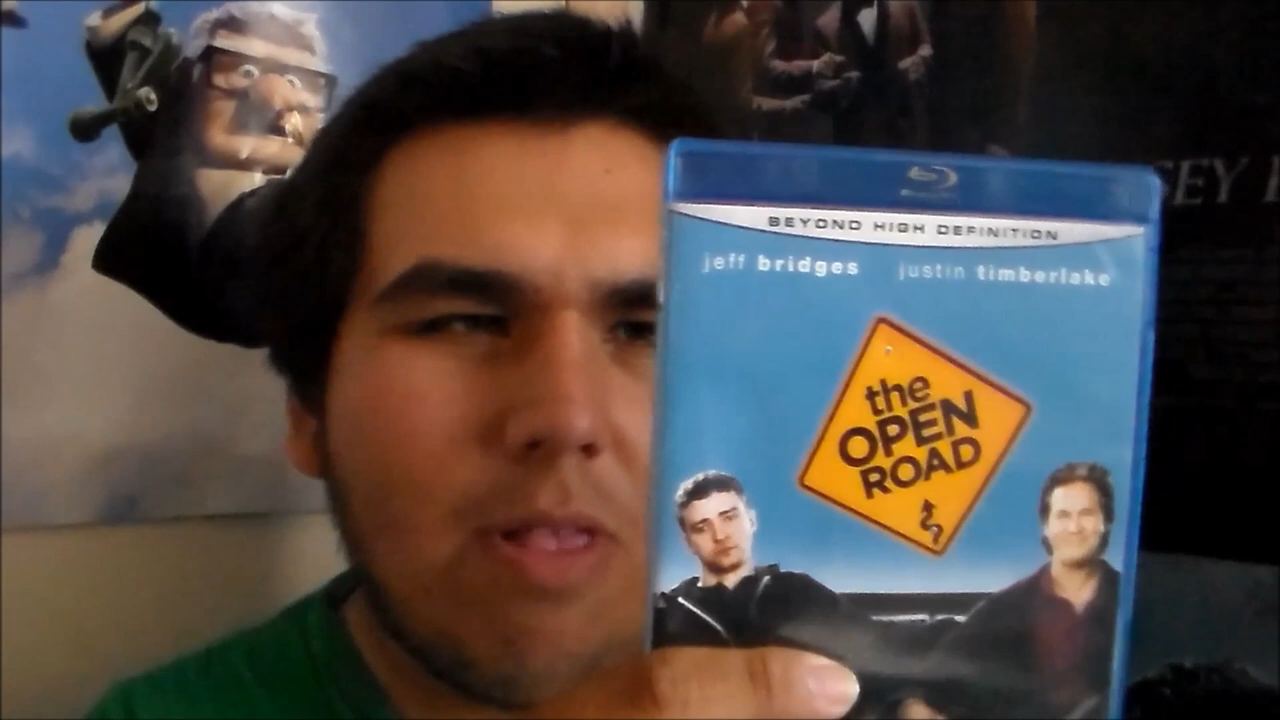 BEYOND HIGH DEFINITION
jeff bridges justin timberlake
the
OPEN
ROAD